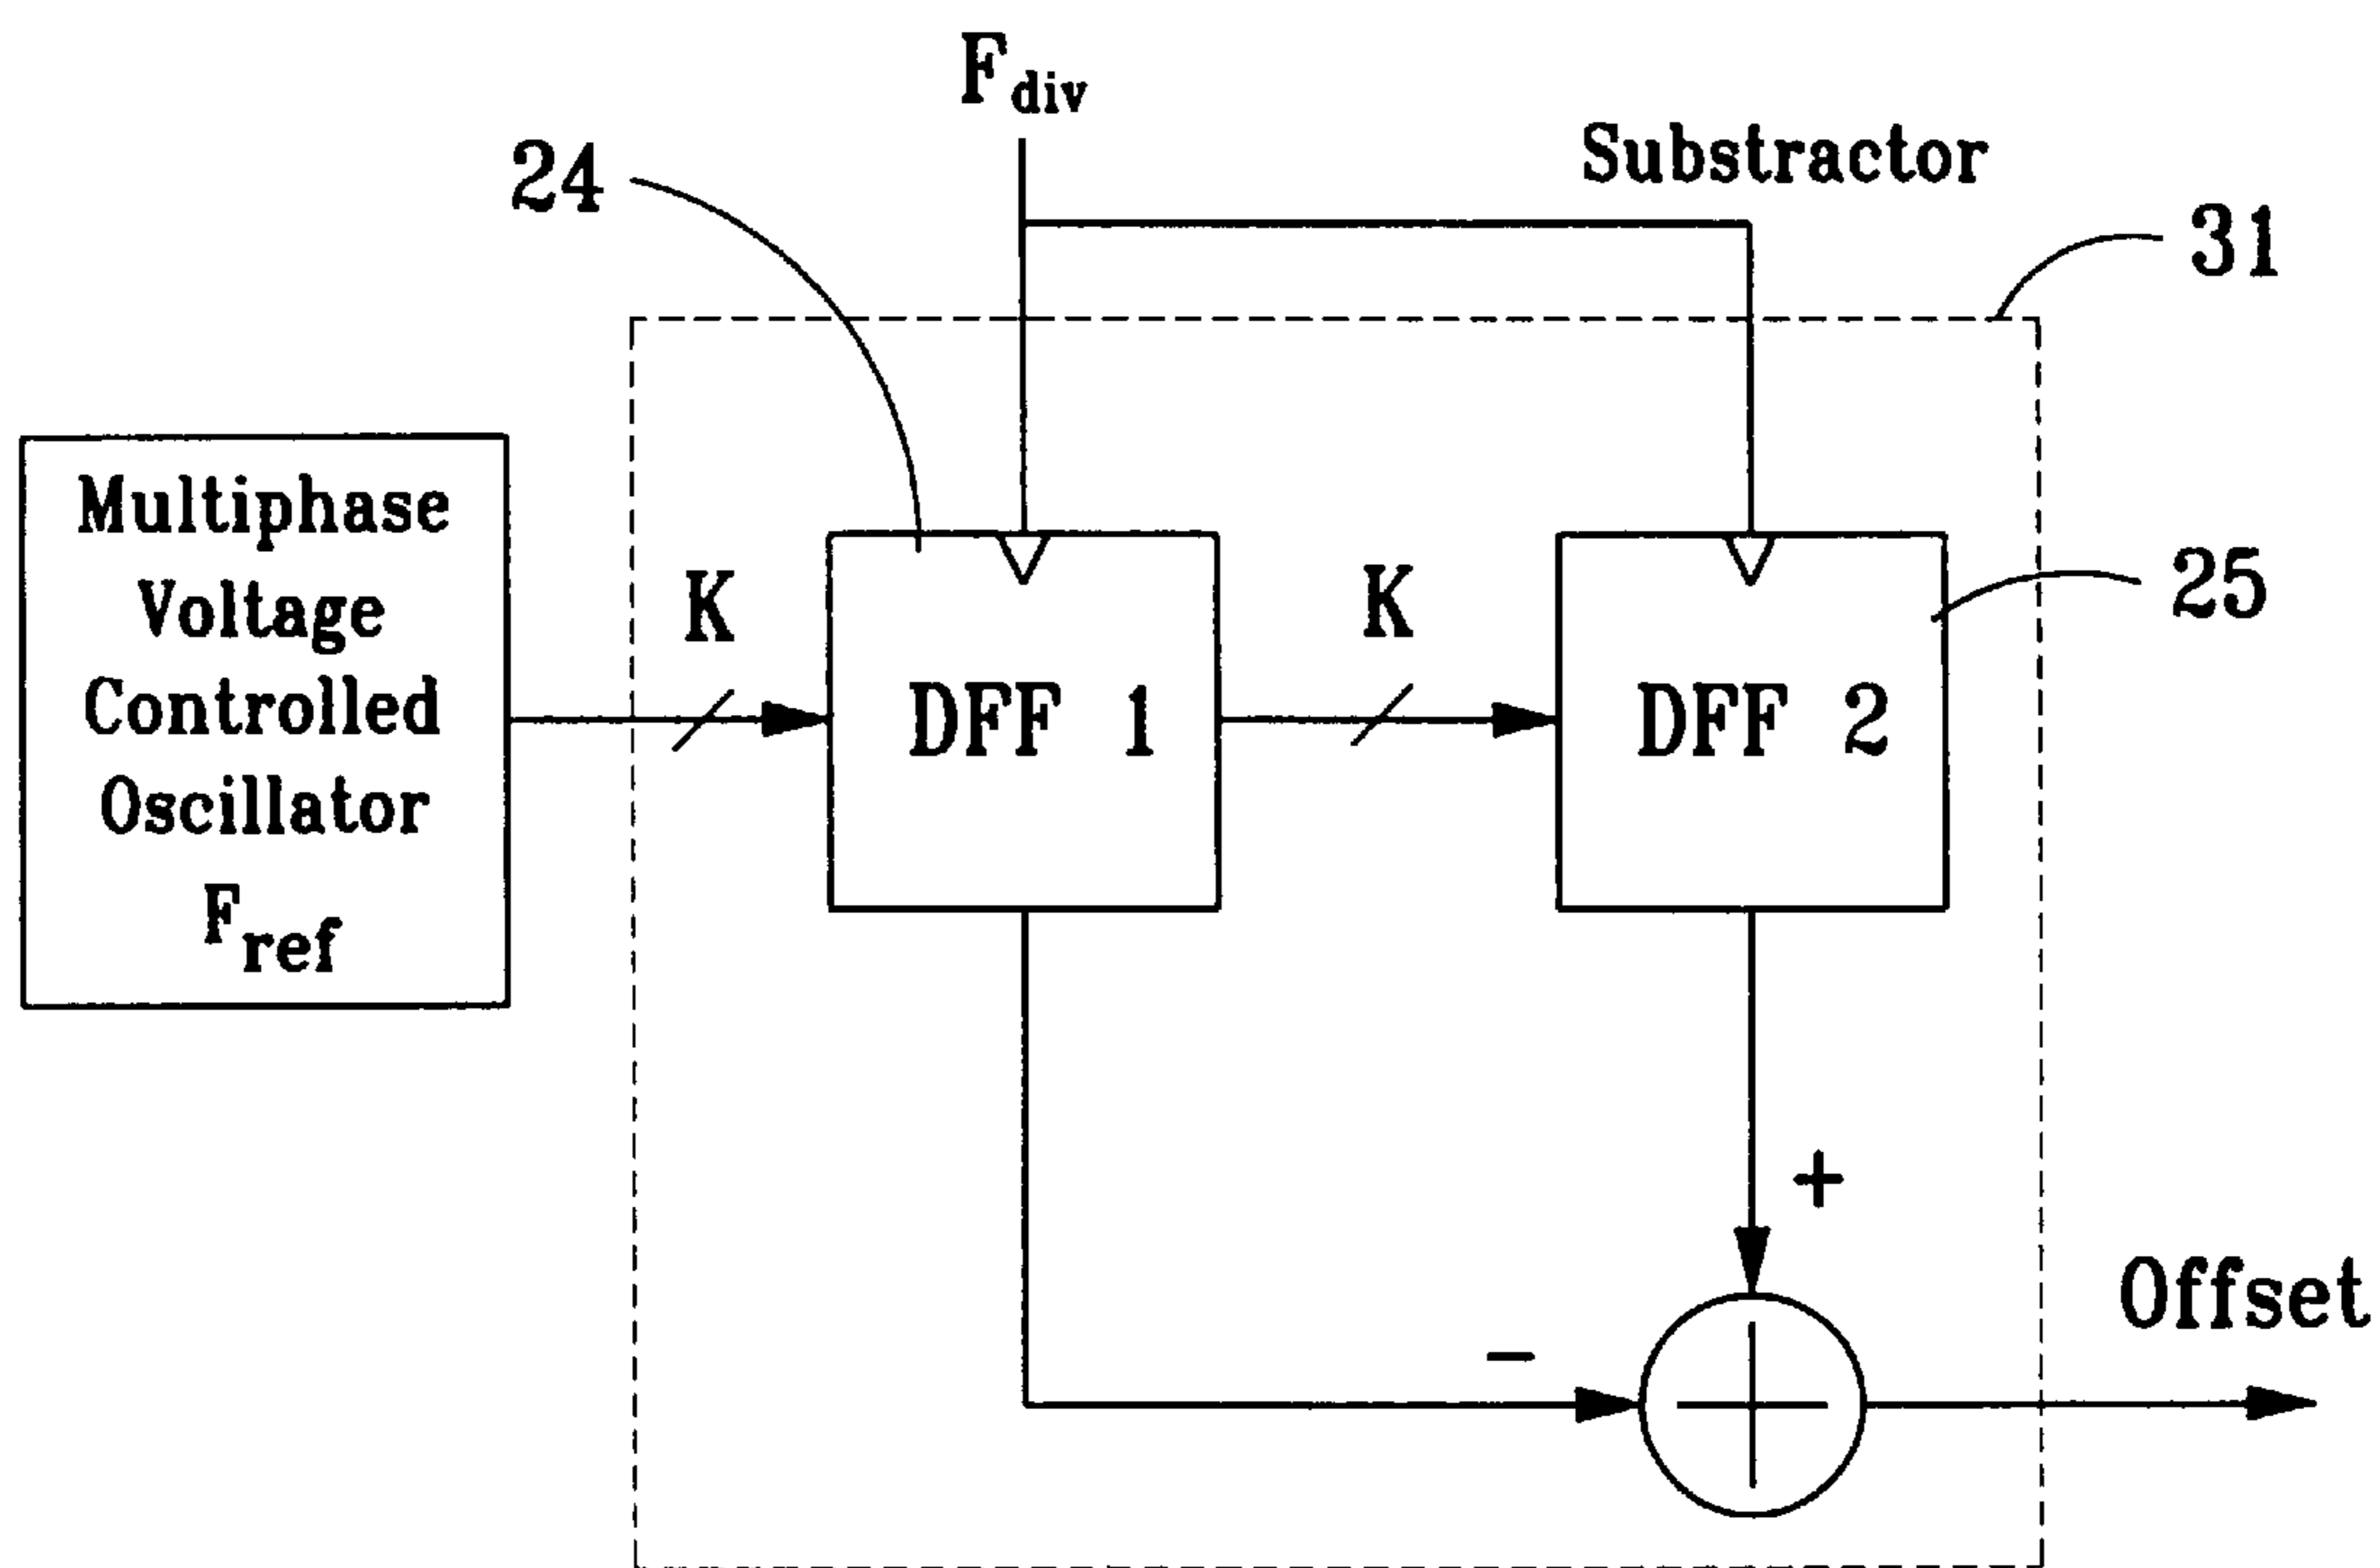 F_div
Substractor
24
31
Multiphase
Voltage
Controlled
Oscillator
F_ref
K
DFF 1
K
DFF 2
25
+
−
Offset